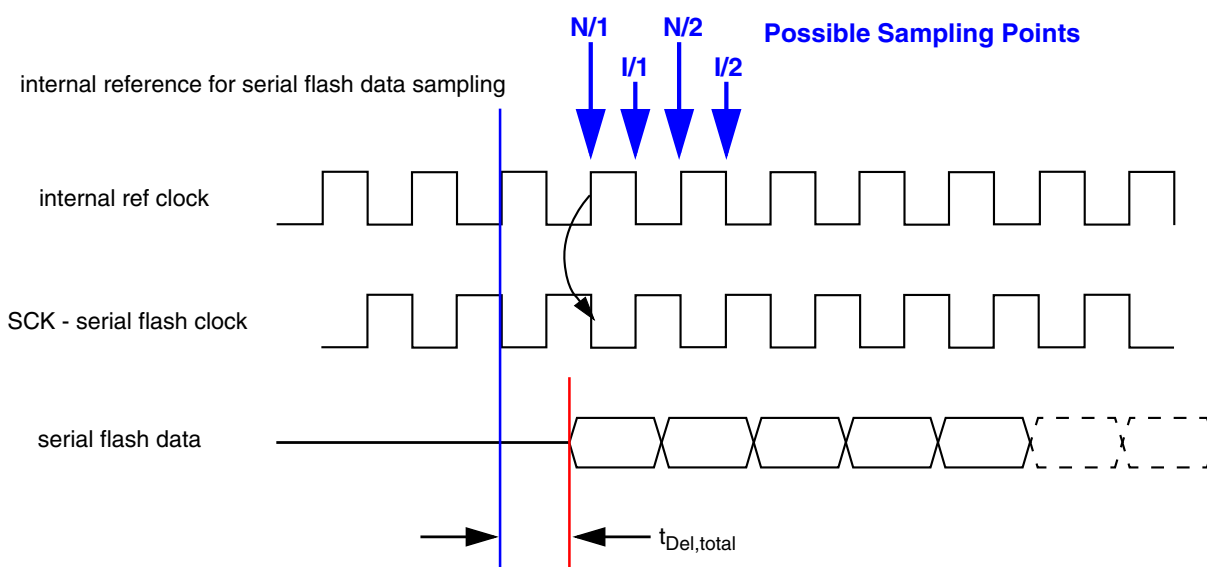 N/1
N/2
Possible Sampling Points
I/1
I/2
internal reference for serial flash data sampling
internal ref clock
SCK - serial flash clock
serial flash data
tDel,total